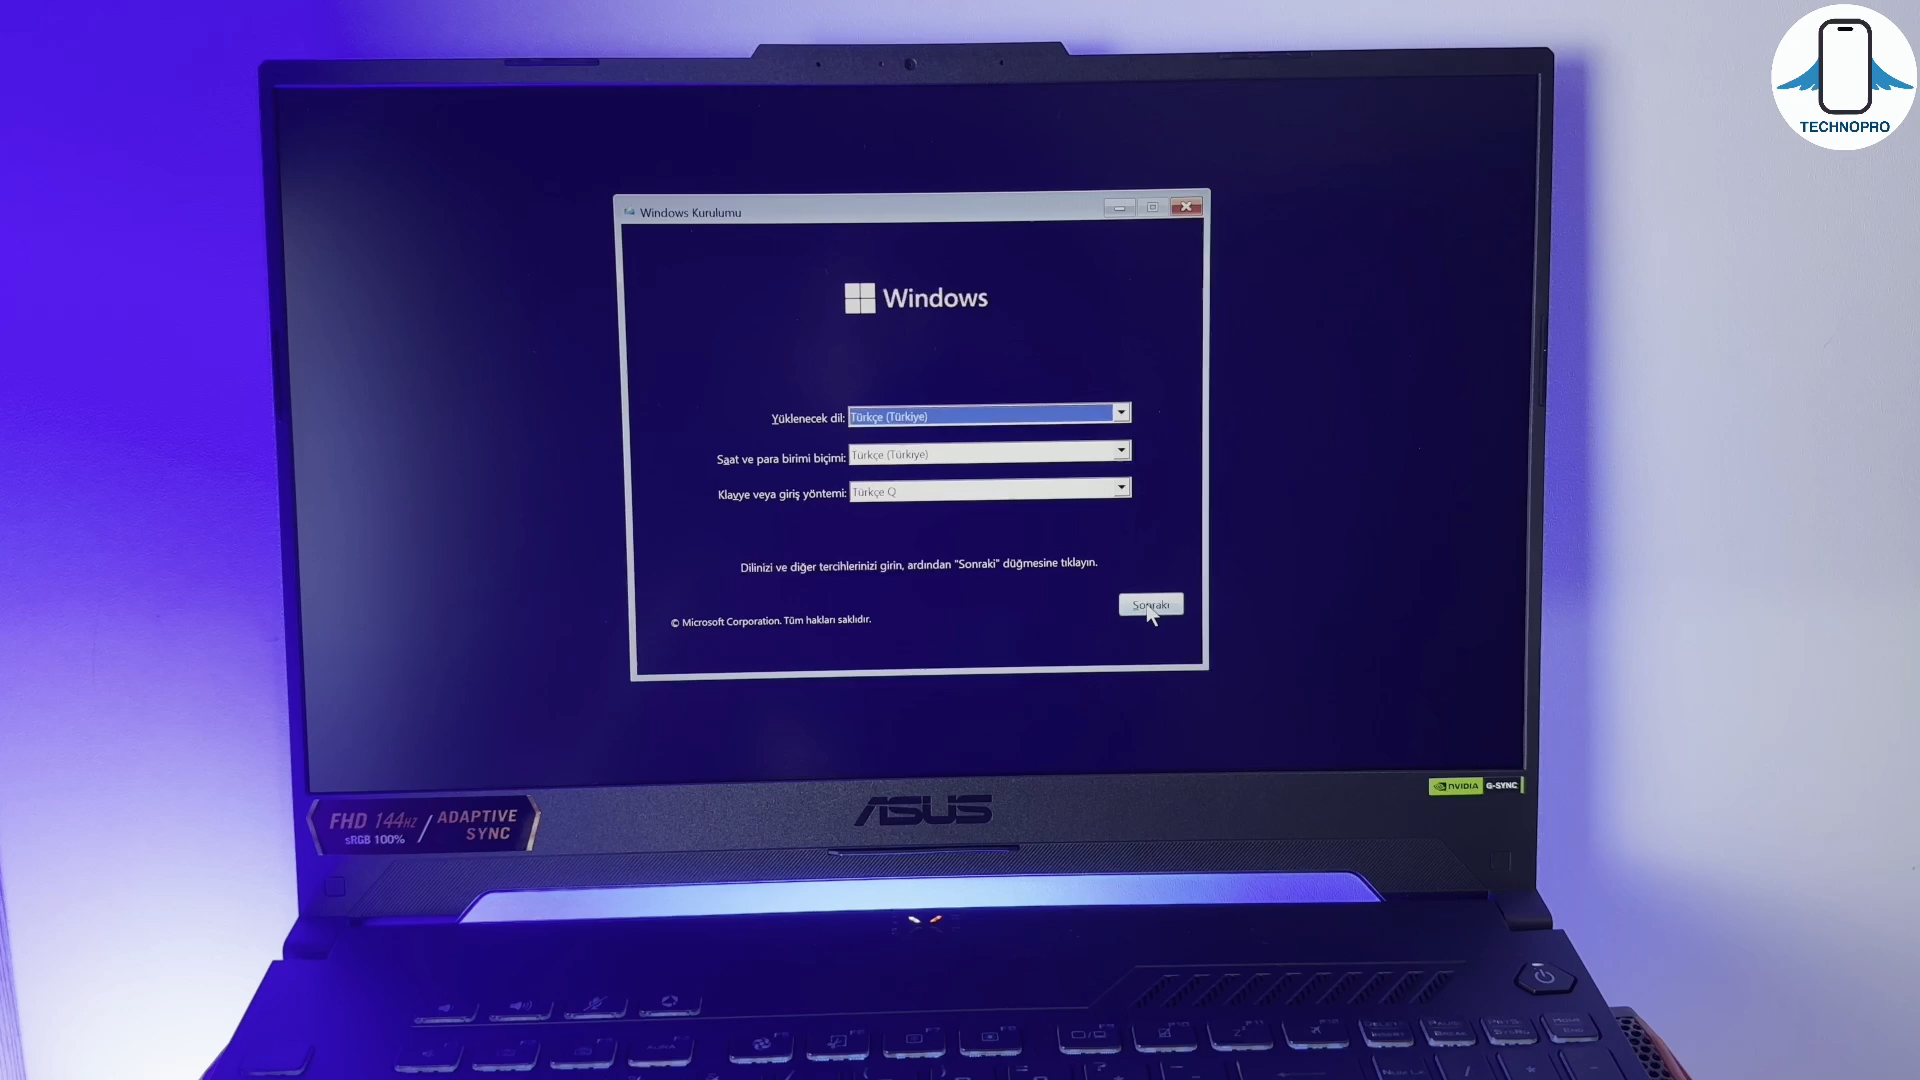 TECHNOPRO
Windows Kurulumu
Windows
Yüklenecek dil: Türkçe (Türkiye)
Saat ve para birimi biçimi: Türkçe (Türkiye)
Klavye veya giriş yöntemi: Türkçe Q
Dilinizi ve diğer tercihlerinizi girin, ardından "Sonraki" düğmesine tıklayın.
Sonraki
© Microsoft Corporation. Tüm hakları saklıdır.
NVIDIA G-SYNC
FHD 144HZ / ADAPTIVE SYNC
sRGB 100%
ASUS